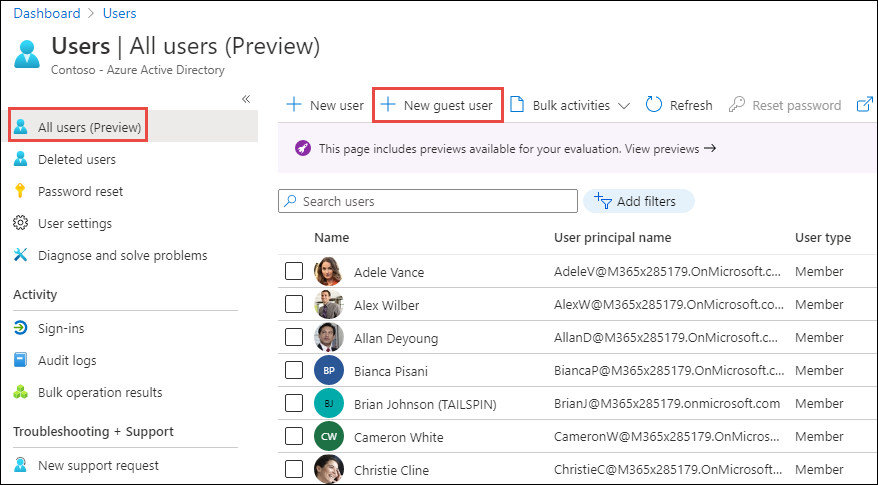 Dashboard > Users
Users | All users (Preview)
Contoso - Azure Active Directory
«
All users (Preview)
Deleted users
Password reset
User settings
Diagnose and solve problems
Activity
Sign-ins
Audit logs
Bulk operation results
Troubleshooting + Support
New support request
+ New user + New guest user Bulk activities Refresh Reset password
This page includes previews available for your evaluation. View previews →
Search users Add filters
Name User principal name User type
Adele Vance AdeleV@M365x285179.OnMicrosoft.c... Member
Alex Wilber AlexW@M365x285179.OnMicrosoft.co... Member
Allan Deyoung AllanD@M365x285179.OnMicrosoft.c... Member
BP Bianca Pisani BiancaP@M365x285179.OnMicrosoft.c... Member
BJ Brian Johnson (TAILSPIN) BrianJ@M365x285179.onmicrosoft.com Member
CW Cameron White CameronW@M365x285179.OnMicros... Member
Christie Cline ChristieC@M365x285179.OnMicrosoft... Member